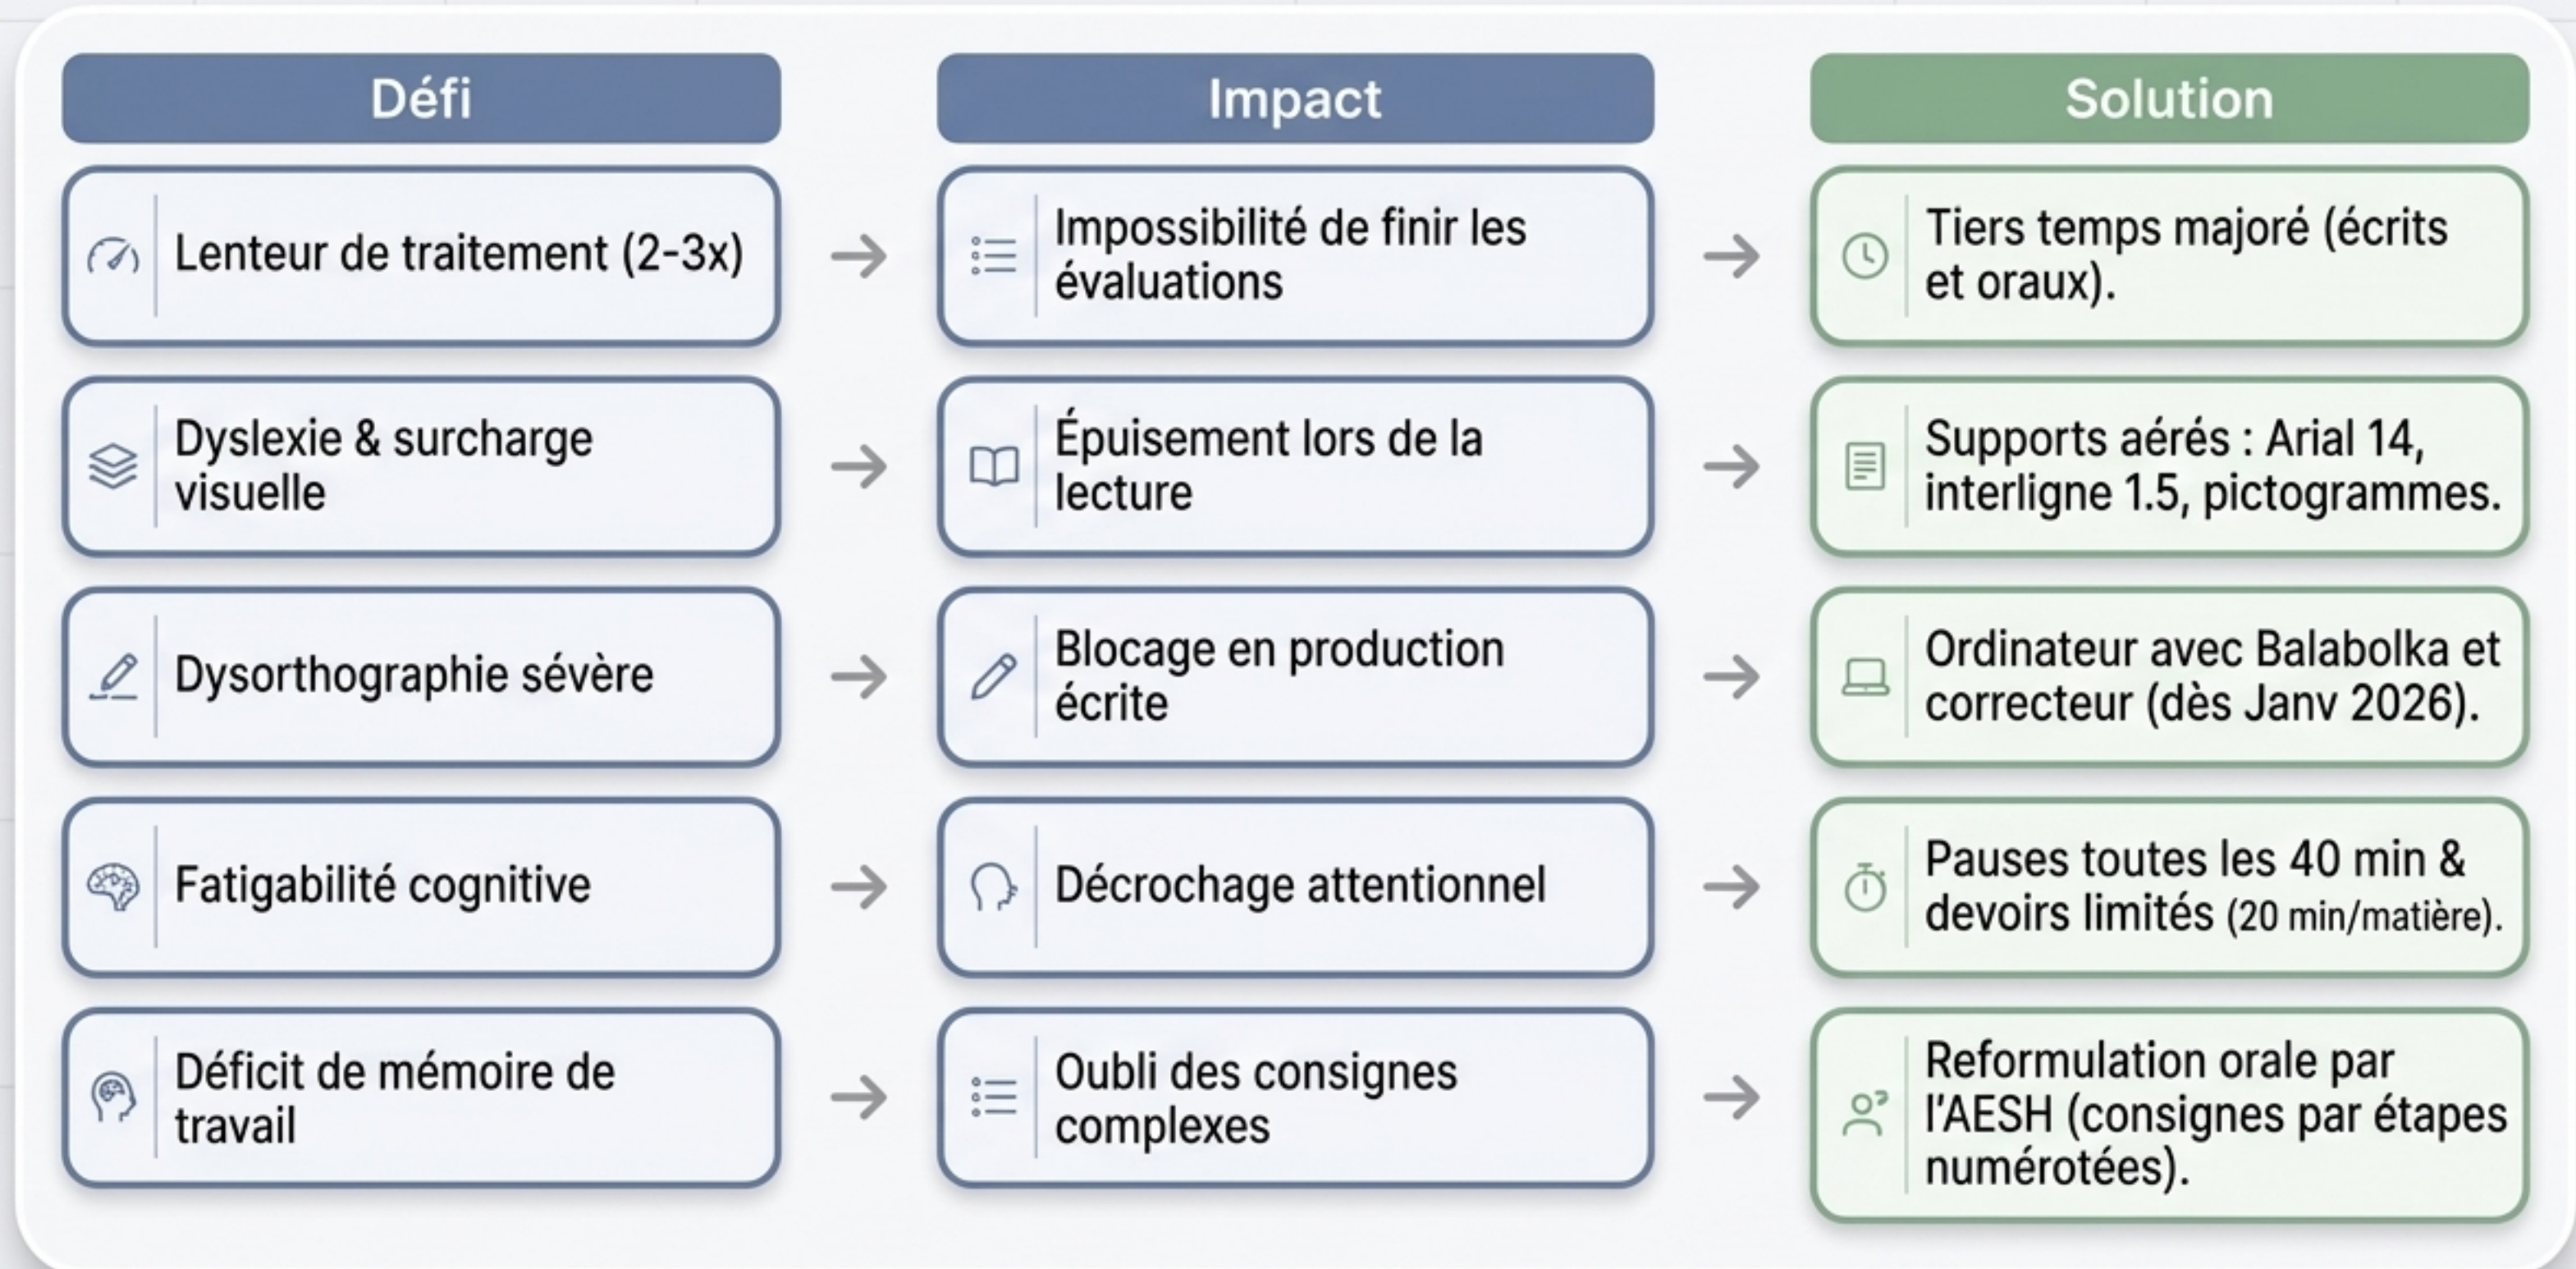 Défi
Impact
Solution
Lenteur de traitement (2-3x)
Impossibilité de finir les
évaluations
Tiers temps majoré (écrits
et oraux).
Dyslexie & surcharge
visuelle
Épuisement lors de la
lecture
Supports aérés : Arial 14,
interligne 1.5, pictogrammes.
Dysorthographie sévère
Blocage en production
écrite
Ordinateur avec Balabolka et
correcteur (dès Janv 2026).
Fatigabilité cognitive
Décrochage attentionnel
Pauses toutes les 40 min &
devoirs limités (20 min/matière).
Déficit de mémoire de
travail
Oubli des consignes
complexes
Reformulation orale par
l'AESH (consignes par étapes
numérotées).